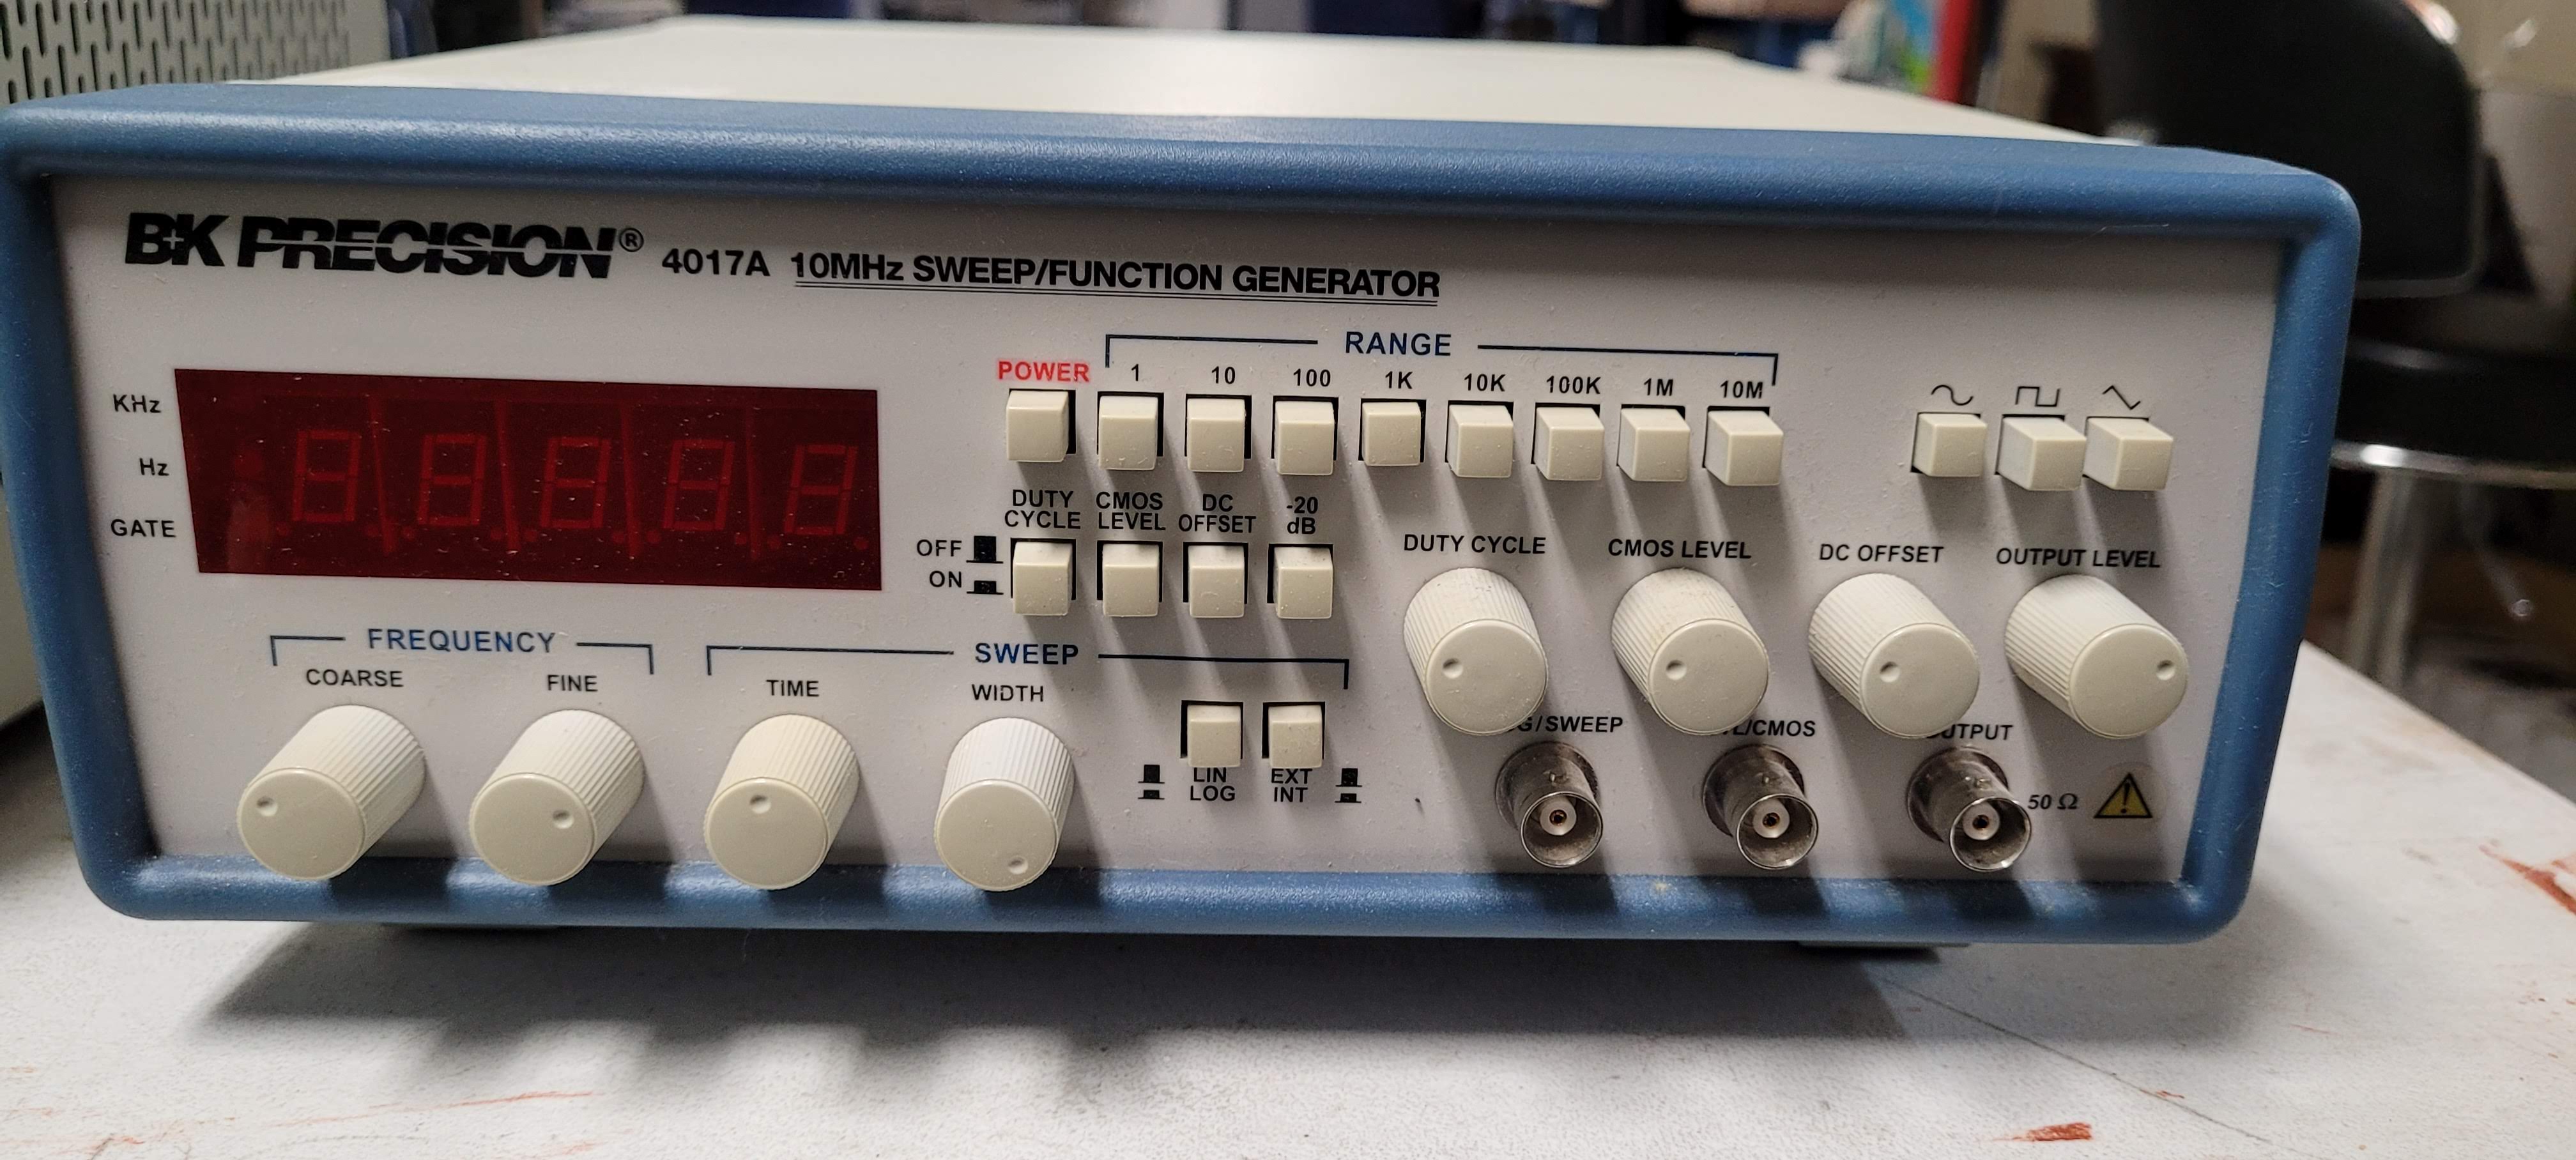 B+K PRECISION® 4017A 10MHz SWEEP/FUNCTION GENERATOR
RANGE
POWER 1 10 100 1K 10K 100K 1M 10M
KHz
Hz
GATE
DUTY CYCLE
CMOS LEVEL
DC OFFSET
-20 dB
OFF
ON
DUTY CYCLE CMOS LEVEL DC OFFSET OUTPUT LEVEL
FREQUENCY
COARSE FINE
SWEEP
TIME WIDTH
LIN
LOG
EXT
INT
/SWEEP /CMOS
50 Ω